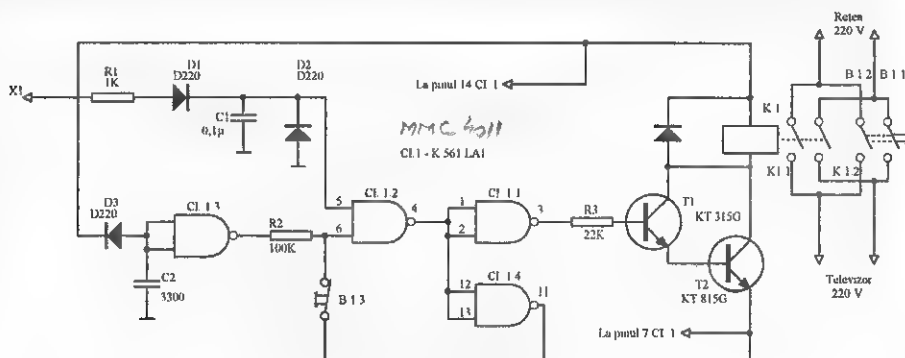 Retea
220 V
D1
D220
D2
D220
R1
1K
X1
La pinul 14 CI 1
B 1 2
B 1 1
C1
0,1µ
MMC 4011
CI.1 - K 561 LA1
K 1
K1 1
K 1 2
D3
D220
CI. 1 3
R2
100K
5
6
CI. 1 2
4
1
2
CI. 1 1
3
R3
22K
T1
KT 315G
C2
3300
B 1 3
12
13
CI. 1 4
11
T2
KT 815G
Televizor
220 V
La pinul 7 CI 1